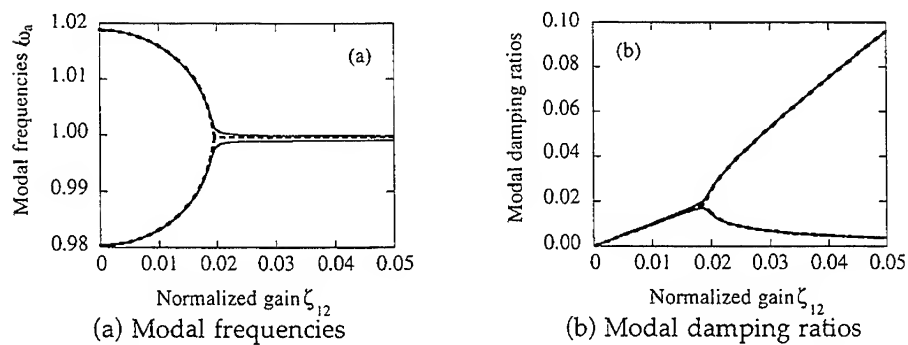 1.02
1.01
1.00
0.99
0.98
Modal frequencies ω̂ₐ
(a)
0 0.01 0.02 0.03 0.04 0.05
Normalized gain ζ₁₂
(a) Modal frequencies
0.10
0.08
0.06
0.04
0.02
0.00
Modal damping ratios
(b)
0 0.01 0.02 0.03 0.04 0.05
Normalized gain ζ₁₂
(b) Modal damping ratios